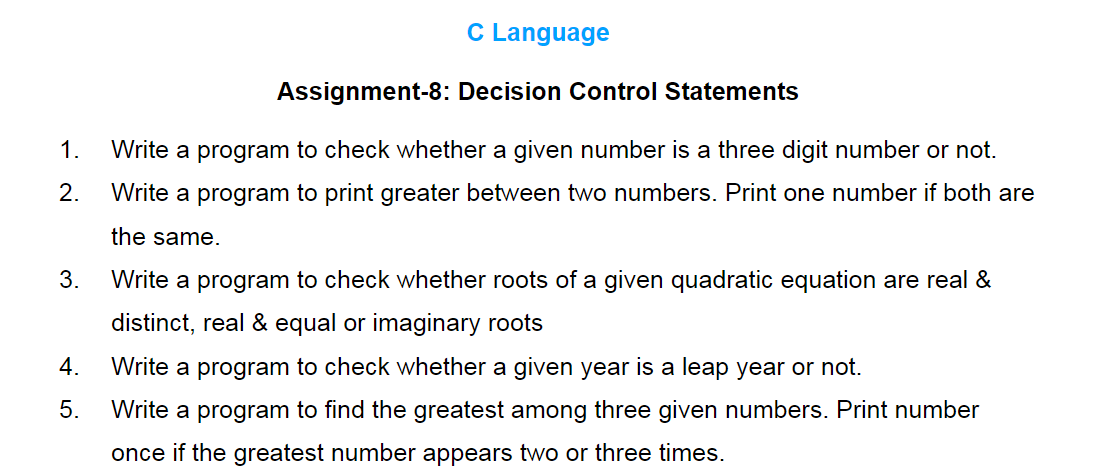 C Language
Assignment-8: Decision Control Statements
1. Write a program to check whether a given number is a three digit number or not.
2. Write a program to print greater between two numbers. Print one number if both are
the same.
3. Write a program to check whether roots of a given quadratic equation are real &
distinct, real & equal or imaginary roots
4. Write a program to check whether a given year is a leap year or not.
5. Write a program to find the greatest among three given numbers. Print number
once if the greatest number appears two or three times.